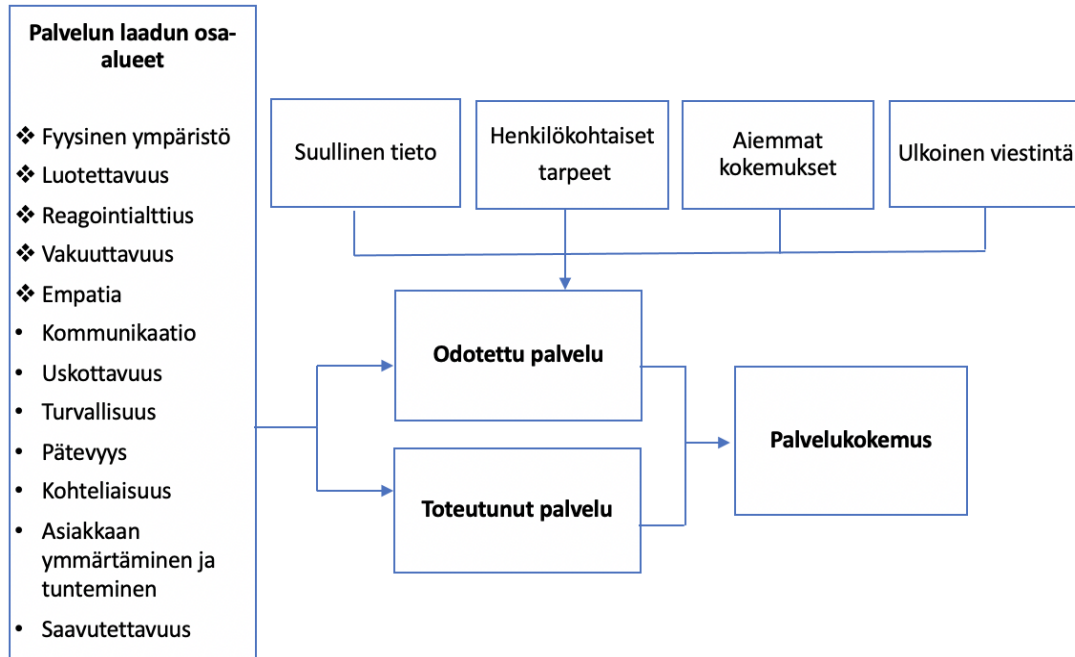 Palvelun laadun osa-
alueet
❖ Fyysinen ympäristö
❖ Luotettavuus
❖ Reagointialttius
❖ Vakuuttavuus
❖ Empatia
• Kommunikaatio
• Uskottavuus
• Turvallisuus
• Pätevyys
• Kohteliaisuus
• Asiakkaan
ymmärtäminen ja
tunteminen
• Saavutettavuus
Suullinen tieto
Henkilökohtaiset
tarpeet
Aiemmat
kokemukset
Ulkoinen viestintä
Odotettu palvelu
Toteutunut palvelu
Palvelukokemus